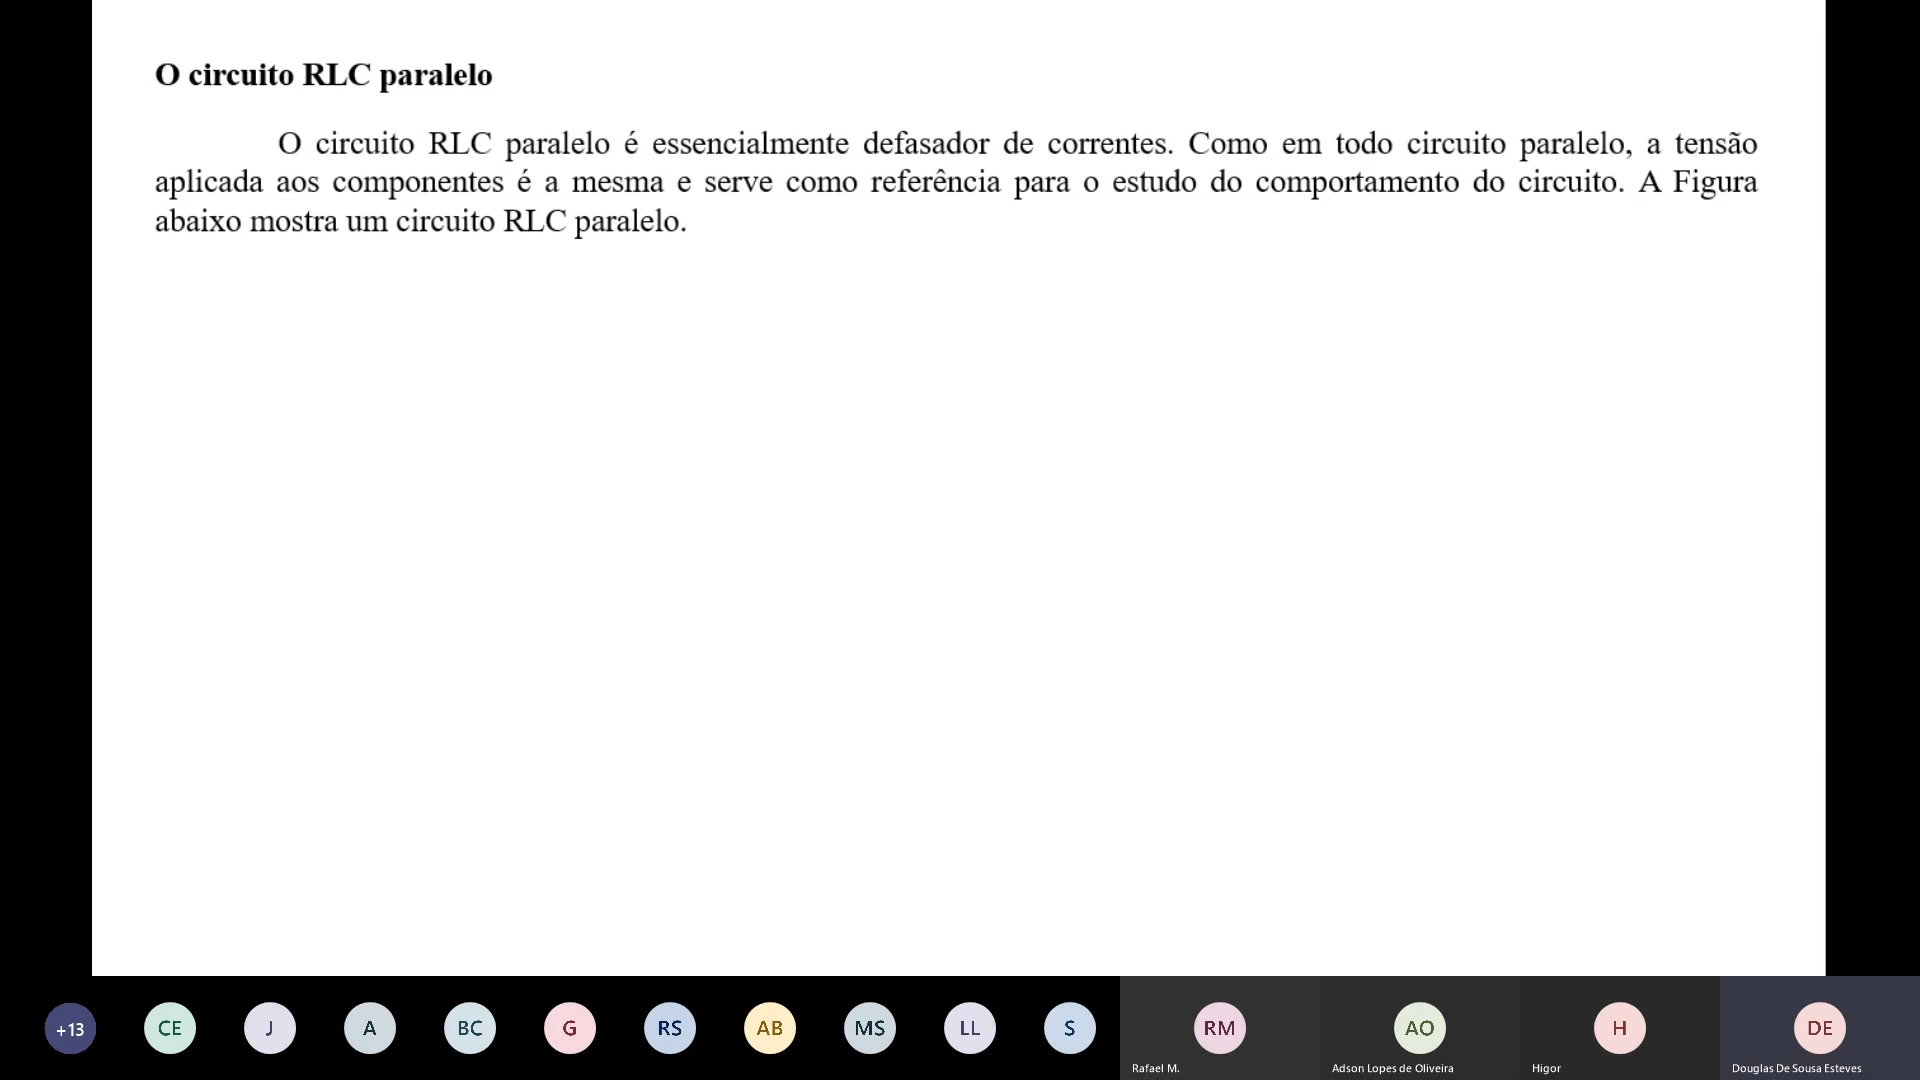 O circuito RLC paralelo
O circuito RLC paralelo é essencialmente defasador de correntes. Como em todo circuito paralelo, a tensão
aplicada aos componentes é a mesma e serve como referência para o estudo do comportamento do circuito. A Figura
abaixo mostra um circuito RLC paralelo.
+13 CE J A BC G RS AB MS LL S RM AO H DE
Rafael M. Adson Lopes de Oliveira Higor Douglas De Sousa Esteves